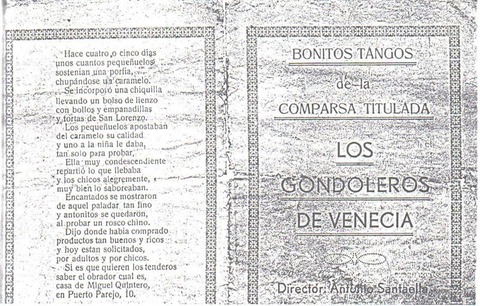 Hace cuatro o cinco días
unos cuantos pequeñuelos
sostenían una porfía,
chupándose un caramelo.
Se incorporó una chiquilla
llevando un bolso de lienzo
con bollos y empanadillas
y tortas de San Lorenzo.
Los pequeñuelos apostaban
del caramelo su calidad
y uno a la niña le daba,
tan solo para probar,
Ella muy condescendiente
repartió lo que llebaba
y los chicos alegremente,
muy bien lo saboreaban.
Encantados se mostraron
de aquel paladar tan fino
y antonitos se quedaron,
al probar un rosco chino.
Dijo donde había comprado
productos tan buenos y ricos
y hoy estan solicitados,
por adultos y por chicos.
Si es que quieren los tenderos
saber el obrador cual es,
casa de Miguel Quintero,
en Puerto Parejo, 10.
BONITOS TANGOS
de la
COMPARSA TITULADA
LOS
GONDOLEROS
DE VENECIA
Director: Antonio Santaella